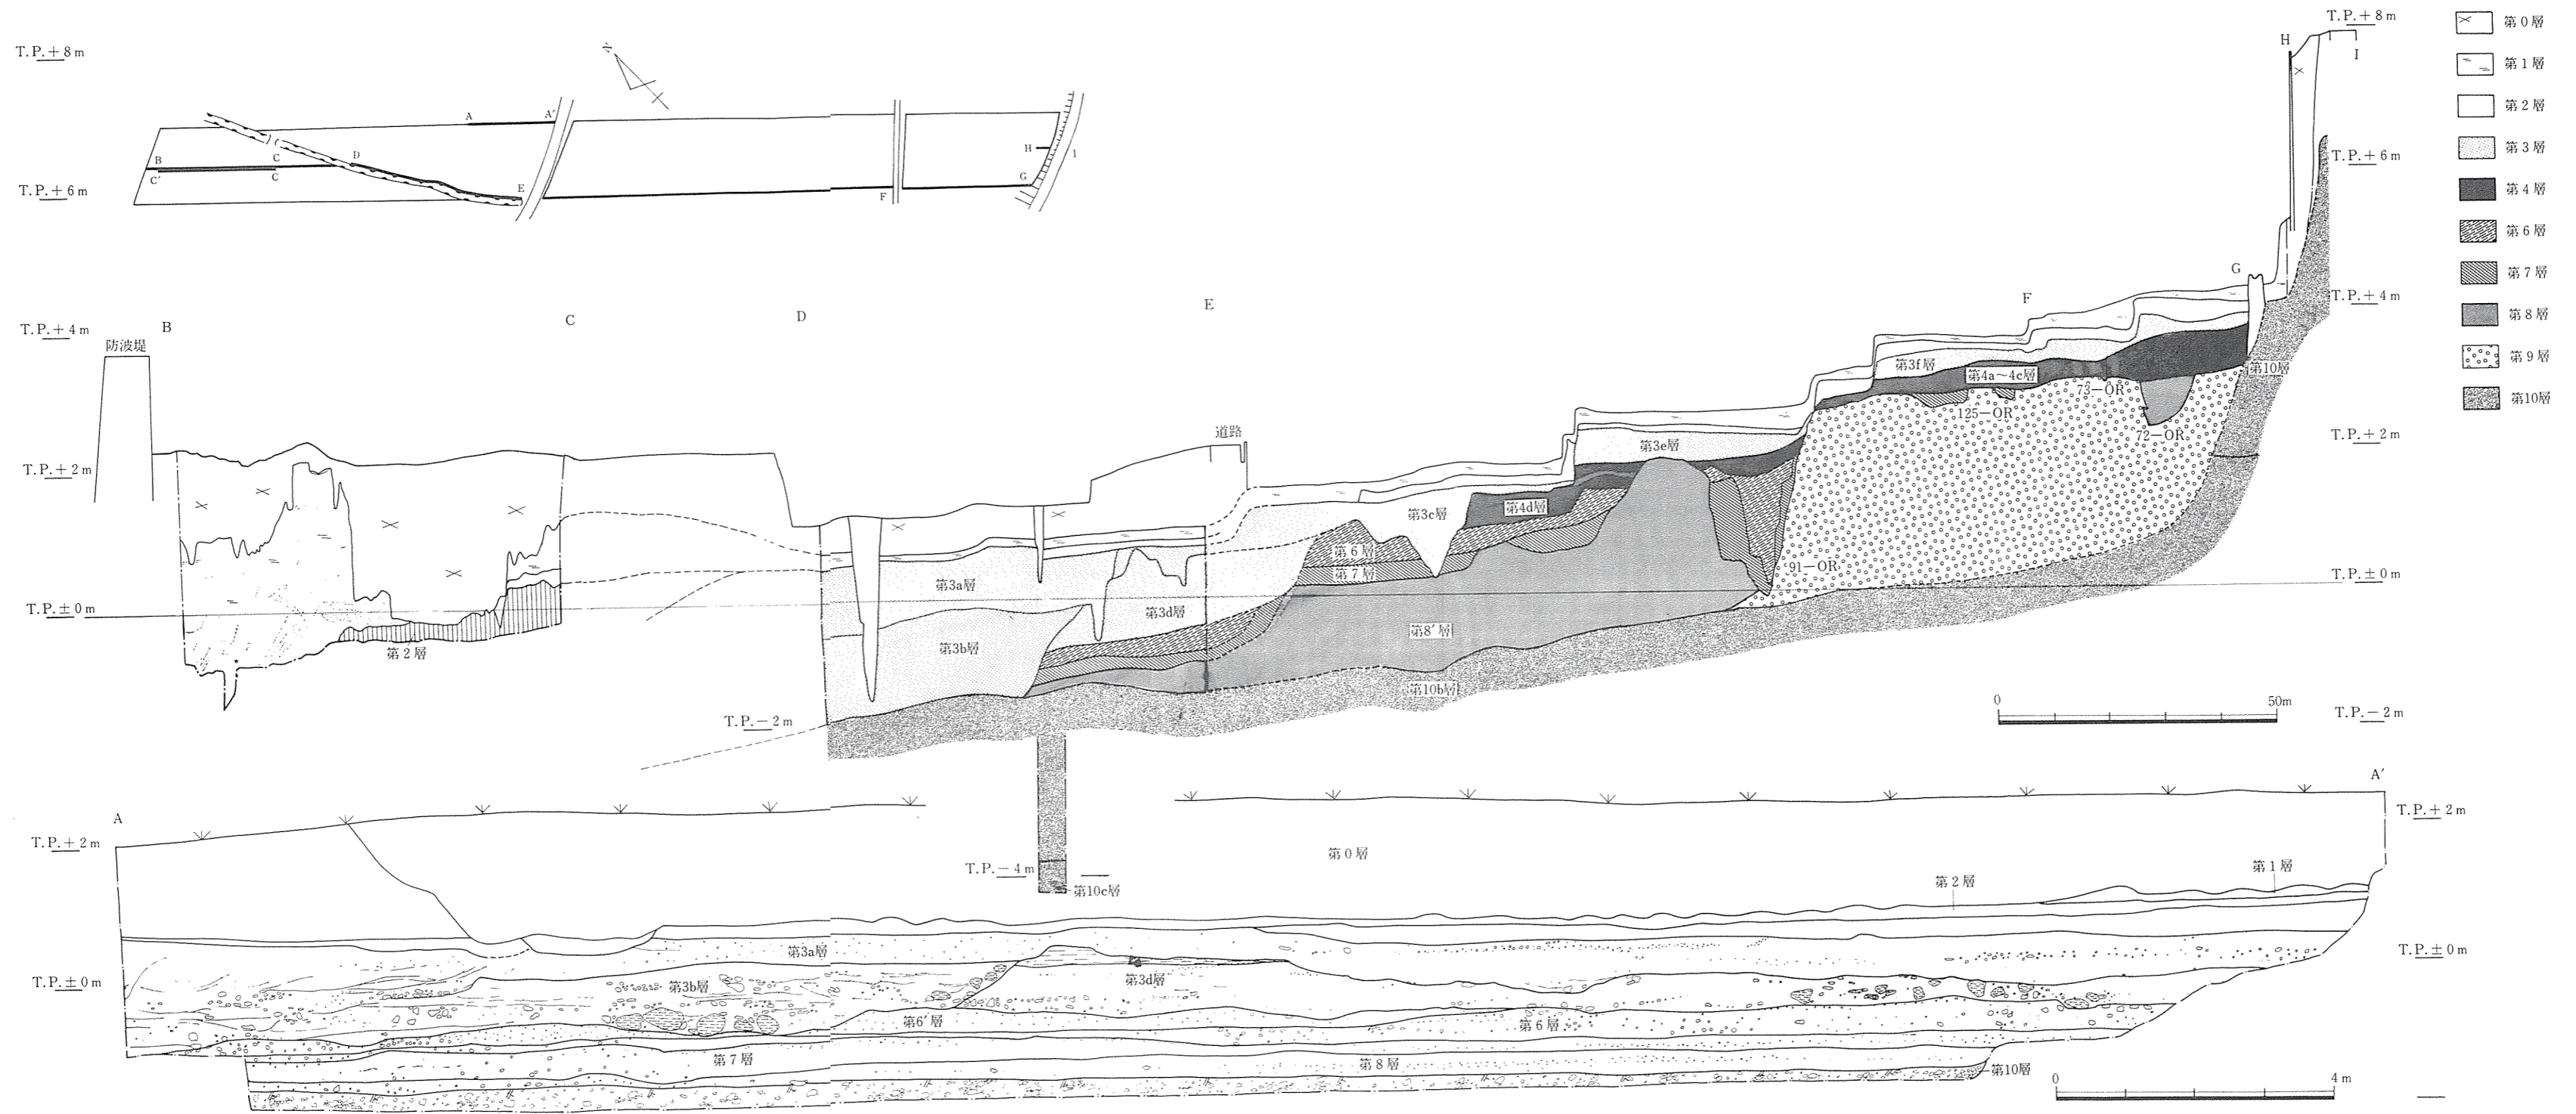 T.P.+8m
T.P.+6m
A
A′
B
C′
C
C
D
E
F
G
H
I
N
T.P.+8m
H
I
T.P.+6m
T.P.+4m
T.P.+2m
T.P.±0m
T.P.−2m
第0層
第1層
第2層
第3層
第4層
第6層
第7層
第8層
第9層
第10層
T.P.+4m
B
C
D
E
F
G
防波堤
T.P.+2m
T.P.±0m
T.P.−2m
第2層
道路
第3a層
第3b層
第3d層
第3c層
第4d層
第6層
第7層
第8′層
第10b層
第3e層
91—OR
第3f層
第4a～4c層
125—OR
73—OR
72—OR
第10層
0
50m
T.P.−4m
第10c層
A
A′
T.P.+2m
T.P.±0m
T.P.+2m
T.P.±0m
第0層
第2層
第1層
第3a層
第3b層
第3d層
第6′層
第6層
第7層
第8層
第10層
0
4m